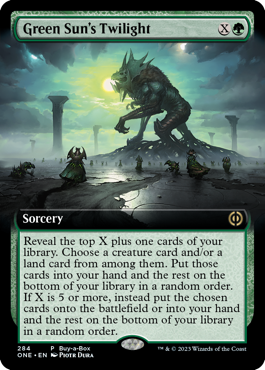 Green Sun's Twilight X
Sorcery
Reveal the top X plus one cards of your
library. Choose a creature card and/or a
land card from among them. Put those
cards into your hand and the rest on the
bottom of your library in a random order.
If X is 5 or more, instead put the chosen
cards onto the battlefield or into your hand
and the rest on the bottom of your library
in a random order.
284 P Buy-a-Box
ONE • EN Piotr Dura ™ & © 2023 Wizards of the Coast